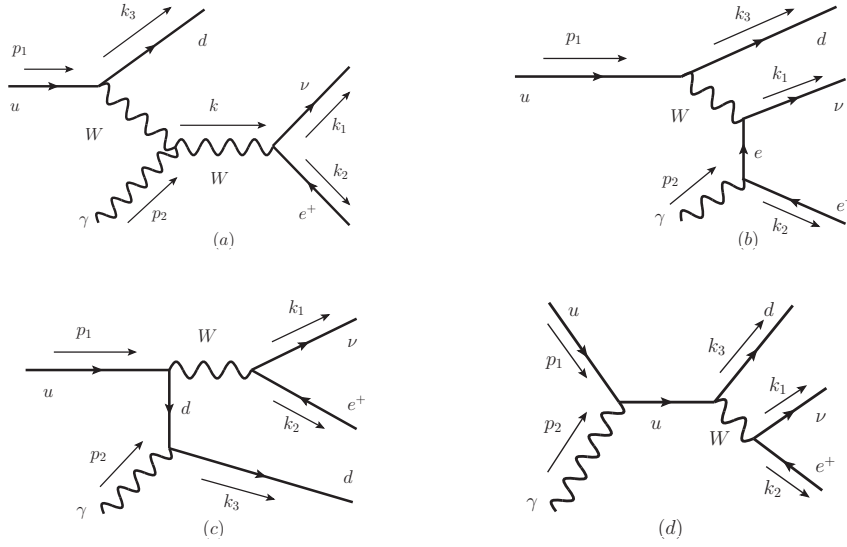 k₃
p₁
d
u
k
ν
W
k₁
W
k₂
γ
p₂
e⁺
(a)
k₃
p₁
d
u
k₁
W
ν
e
p₂
γ
k₂
e⁺
(b)
p₁
W
k₁
ν
u
d
e⁺
k₂
p₂
γ
k₃
d
(c)
u
d
p₁
k₃
k₁
p₂
u
W
ν
e⁺
γ
k₂
(d)